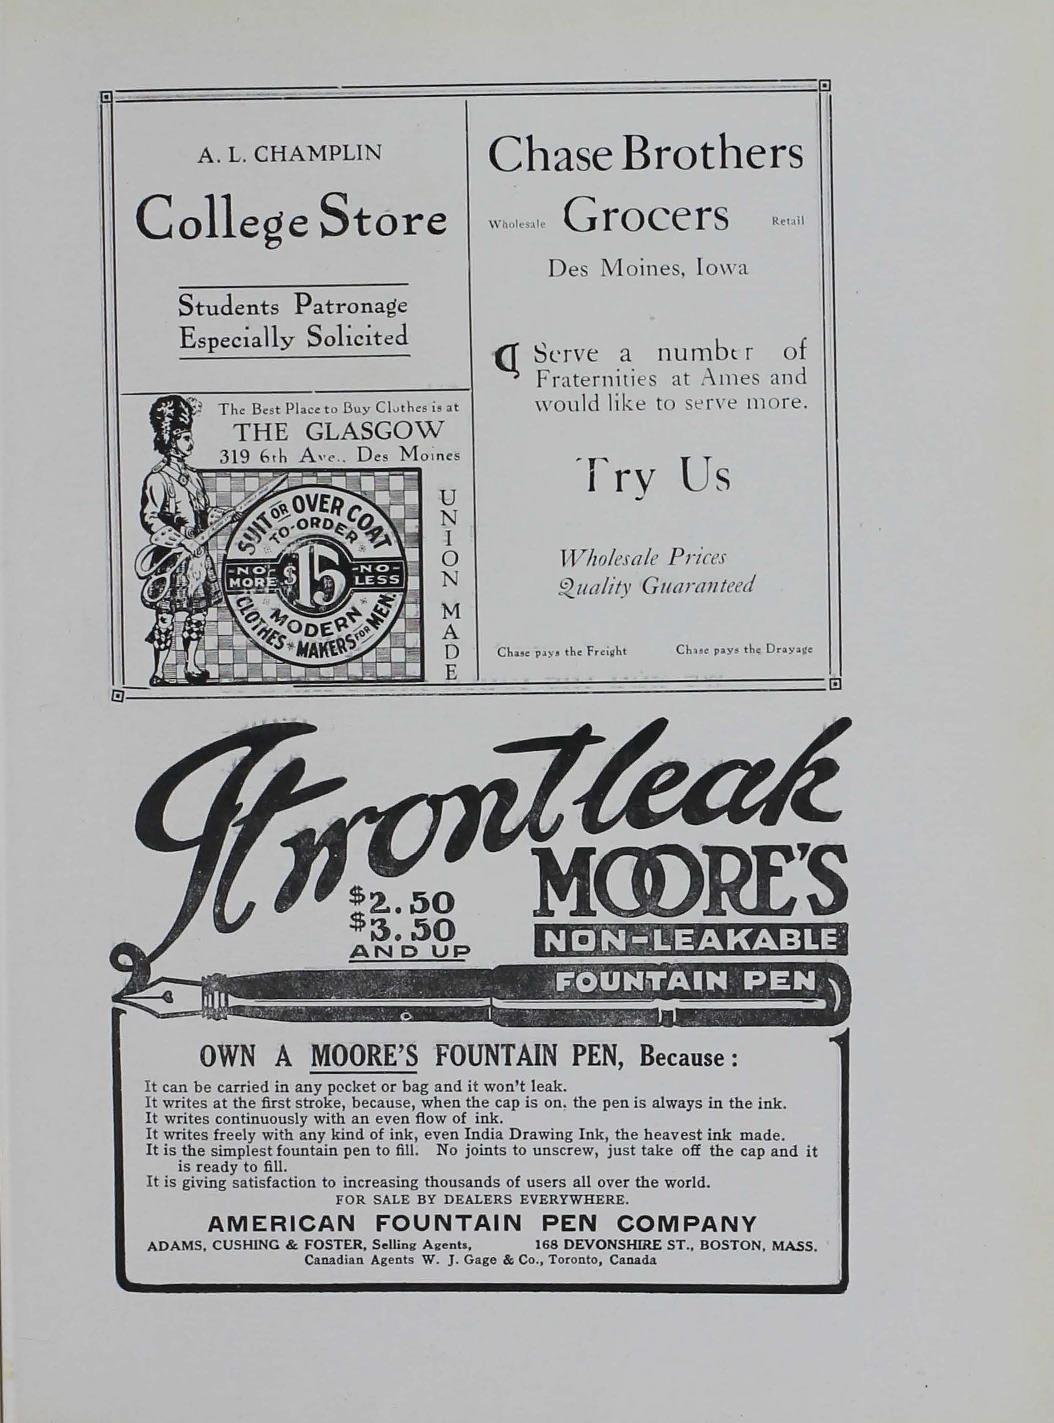 A. L. CHAMPLIN
College Store
Students Patronage
Especially Solicited
The Best Place to Buy Clothes is at
THE GLASGOW
319 6th Ave.. Des Moines
SUIT OR OVER COAT
TO-ORDER
NO MORE $15 NO LESS
MODERN
CLOTHES MAKERS FOR MEN.
UNION MADE
Chase Brothers
Wholesale Grocers Retail
Des Moines, Iowa
¶ Serve a number of
Fraternities at Ames and
would like to serve more.
Try Us
Wholesale Prices
Quality Guaranteed
Chase pays the Freight Chase pays the Drayage
It wont leak
MOORE'S
$2.50
$3.50
AND UP
NON-LEAKABLE
FOUNTAIN PEN
OWN A MOORE'S FOUNTAIN PEN, Because:
It can be carried in any pocket or bag and it won't leak.
It writes at the first stroke, because, when the cap is on, the pen is always in the ink.
It writes continuously with an even flow of ink.
It writes freely with any kind of ink, even India Drawing Ink, the heavest ink made.
It is the simplest fountain pen to fill. No joints to unscrew, just take off the cap and it
is ready to fill.
It is giving satisfaction to increasing thousands of users all over the world.
FOR SALE BY DEALERS EVERYWHERE.
AMERICAN FOUNTAIN PEN COMPANY
ADAMS, CUSHING & FOSTER, Selling Agents, 168 DEVONSHIRE ST., BOSTON, MASS.
Canadian Agents W. J. Gage & Co., Toronto, Canada